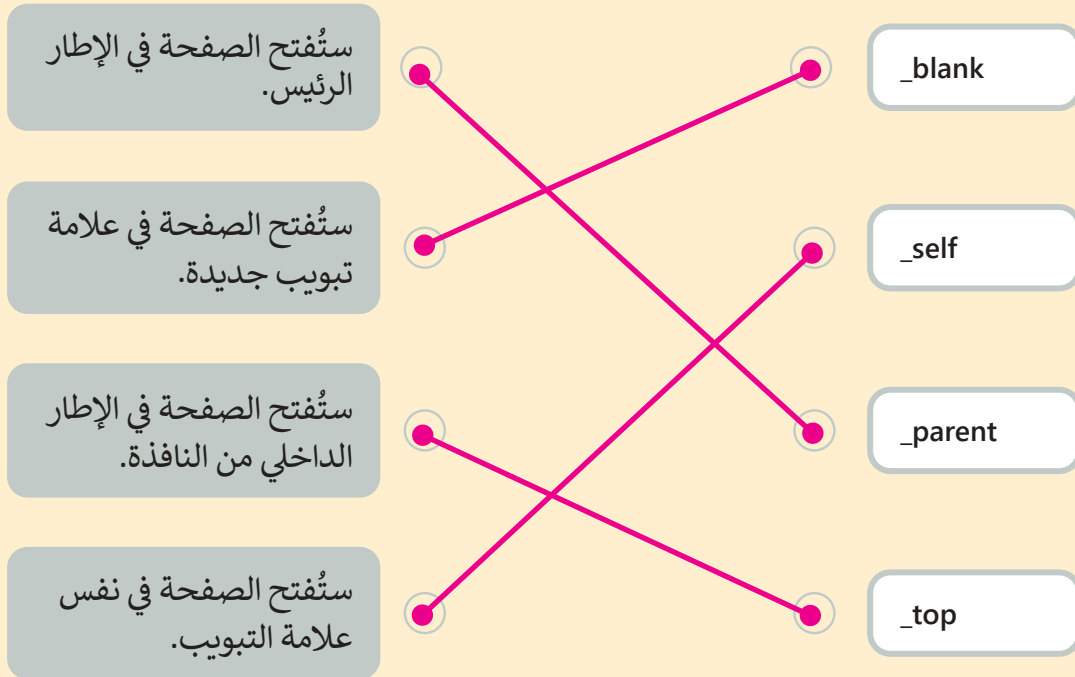 _blank
ستُفتح الصفحة في الإطار
الرئيس.
_self
ستُفتح الصفحة في علامة
تبويب جديدة.
_parent
ستُفتح الصفحة في الإطار
الداخلي من النافذة.
_top
ستُفتح الصفحة في نفس
علامة التبويب.